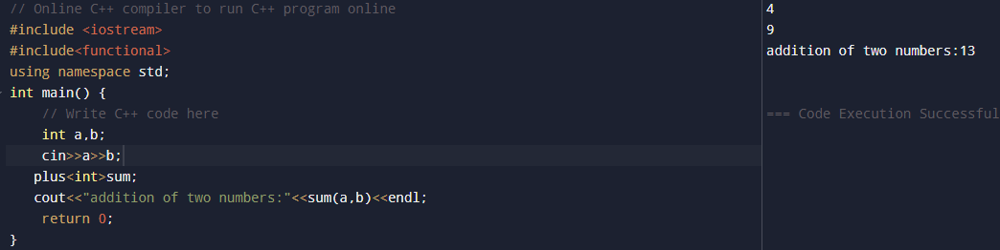 // Online C++ compiler to run C++ program online
#include <iostream>
#include<functional>
using namespace std;
int main() {
// Write C++ code here
int a,b;
cin>>a>>b;
plus<int>sum;
cout<<"addition of two numbers:"<<sum(a,b)<<endl;
return 0;
}
4
9
addition of two numbers:13
=== Code Execution Successful